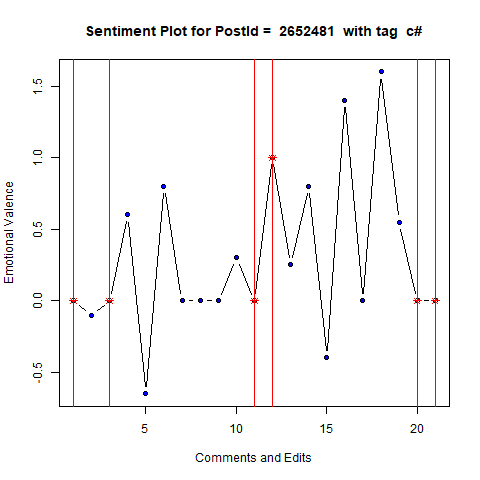 Sentiment Plot for PostId =  2652481  with tag  c#
Emotional Valence
1.5
1.0
0.5
0.0
-0.5
5 10 15 20
Comments and Edits